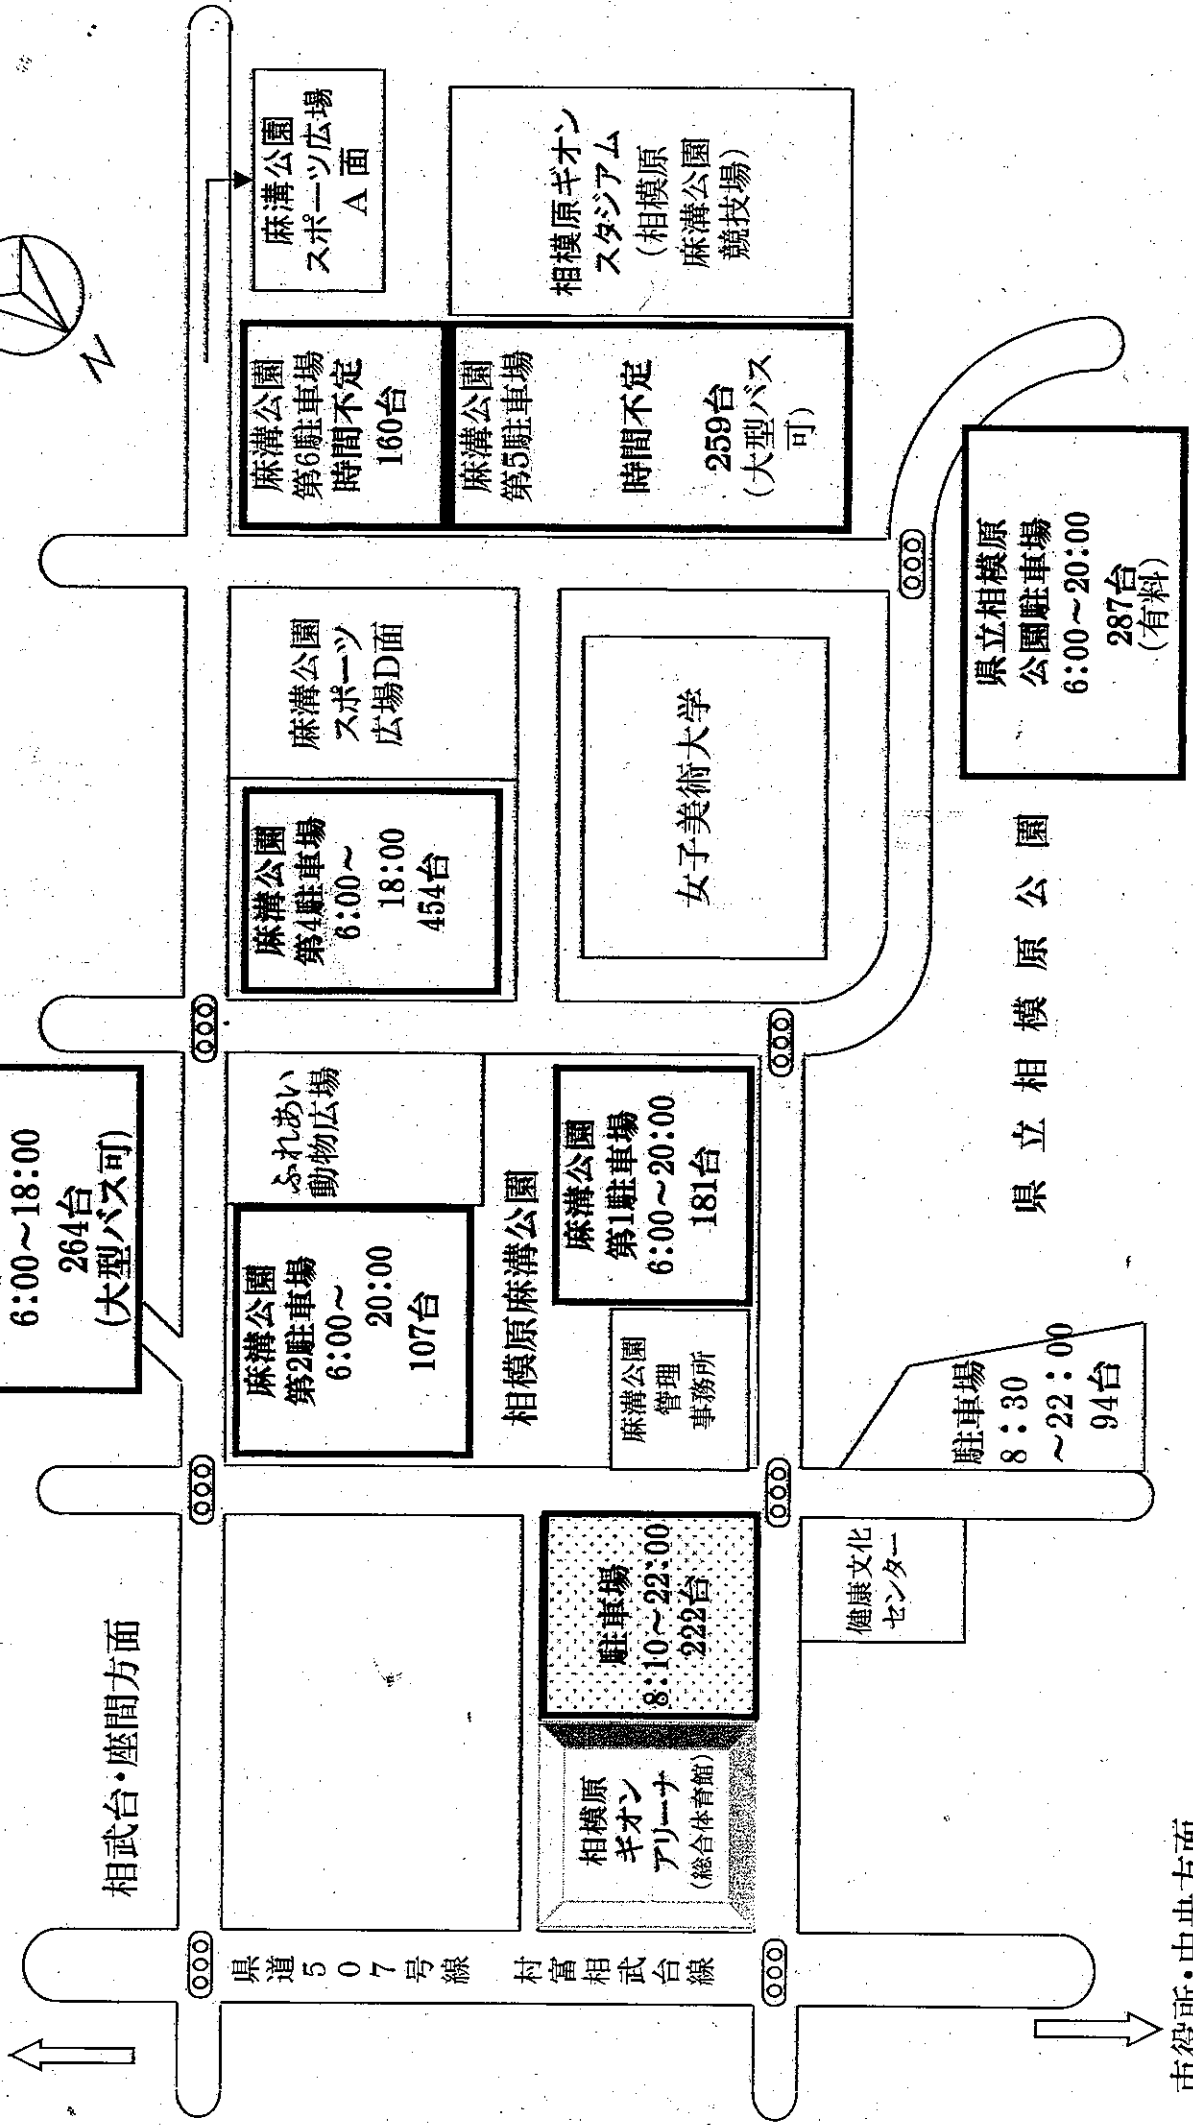 相武台・座間方面
6:00～18:00
264台
(大型バス可)
県道507号線 村富相武台線
相模原
ギオン
アリーナ
(総合体育館)
駐車場
8:10～22:00
222台
麻溝公園
第2駐車場
6:00～
20:00
107台
ふれあい
動物広場
相模原麻溝公園
麻溝公園
管理
事務所
麻溝公園
第1駐車場
6:00～20:00
181台
健康文化
センター
駐車場
8：30
～22：00
94台
麻溝公園
第4駐車場
6:00～
18:00
454台
麻溝公園
スポーツ
広場D面
女子美術大学
麻溝公園
第6駐車場
時間不定
160台
麻溝公園
第5駐車場
時間不定
259台
(大型バス
可)
麻溝公園
スポーツ広場
A面
相模原ギオン
スタジアム
(相模原
麻溝公園
競技場)
県立相模原公園
県立相模原
公園駐車場
6:00～20:00
287台
(有料)
N
市役所・中央方面